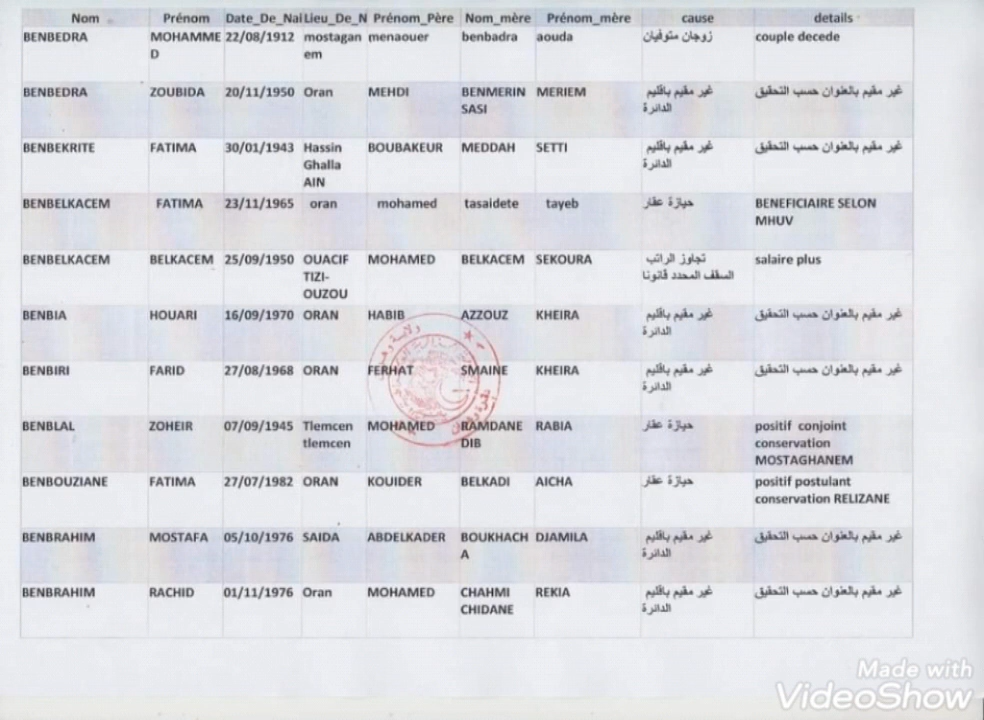 Nom Prénom Date_De_Nai Lieu_De_N Prénom_Père Nom_mère Prénom_mère cause details
BENBEDRA MOHAMME 22/08/1912 mostagan menaouer benbadra aouda زوجان متوفيان couple decede
D em
BENBEDRA ZOUBIDA 20/11/1950 Oran MEHDI BENMERIN MERIEM غير مقيم باقليم غير مقيم بالعنوان حسب التحقيق
SASI الدائرة
BENBEKRITE FATIMA 30/01/1943 Hassin BOUBAKEUR MEDDAH SETTI غير مقيم باقليم غير مقيم بالعنوان حسب التحقيق
Ghalla الدائرة
AIN
BENBELKACEM FATIMA 23/11/1965 oran mohamed tasaidete tayeb حيازة عقار BENEFICIAIRE SELON
MHUV
BENBELKACEM BELKACEM 25/09/1950 OUACIF MOHAMED BELKACEM SEKOURA تجاوز الراتب salaire plus
TIZI- السقف المحدد قانونا
OUZOU
BENBIA HOUARI 16/09/1970 ORAN HABIB AZZOUZ KHEIRA غير مقيم باقليم غير مقيم بالعنوان حسب التحقيق
الدائرة
BENBIRI FARID 27/08/1968 ORAN FERHAT SMAINE KHEIRA غير مقيم باقليم غير مقيم بالعنوان حسب التحقيق
الدائرة
BENBLAL ZOHEIR 07/09/1945 Tlemcen MOHAMED RAMDANE RABIA حيازة عقار positif conjoint
tlemcen DIB conservation
MOSTAGHANEM
BENBOUZIANE FATIMA 27/07/1982 ORAN KOUIDER BELKADI AICHA حيازة عقار positif postulant
conservation RELIZANE
BENBRAHIM MOSTAFA 05/10/1976 SAIDA ABDELKADER BOUKHACH DJAMILA غير مقيم باقليم غير مقيم بالعنوان حسب التحقيق
A الدائرة
BENBRAHIM RACHID 01/11/1976 Oran MOHAMED CHAHMI REKIA غير مقيم باقليم غير مقيم بالعنوان حسب التحقيق
CHIDANE الدائرة
Made with
VideoShow